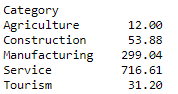 Category
Agriculture 12.00
Construction 53.88
Manufacturing 299.04
Service 716.61
Tourism 31.20